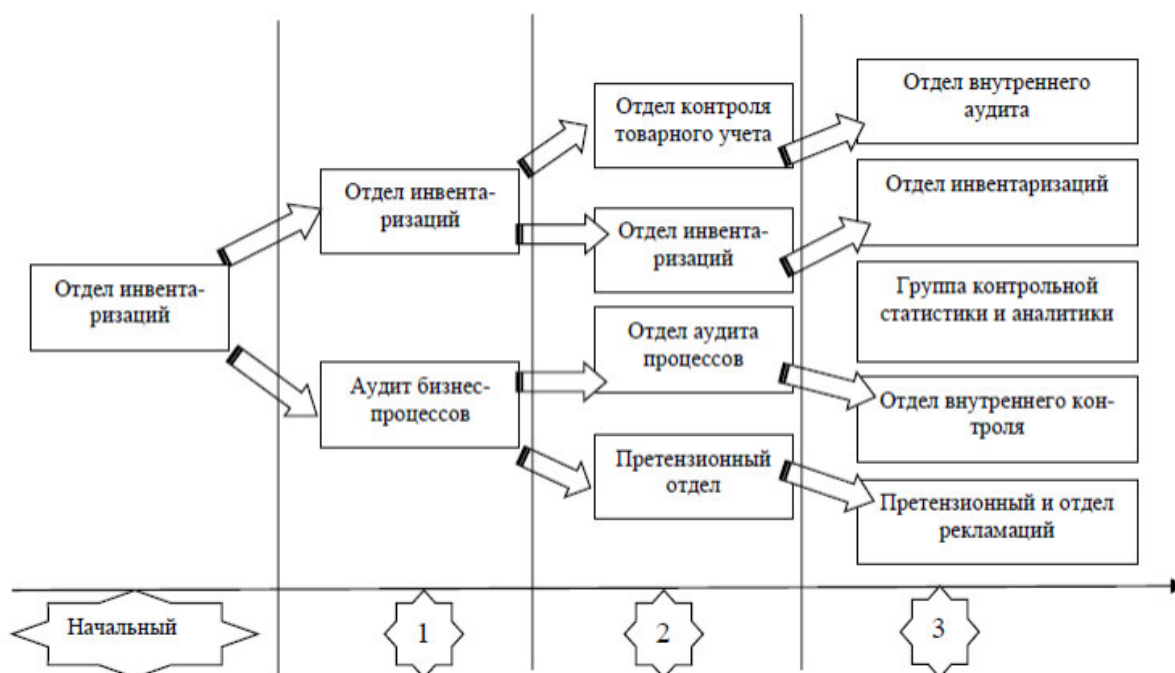 Отдел инвента-
ризаций
Отдел инвента-
ризаций
Аудит бизнес-
процессов
Отдел контроля
товарного учета
Отдел инвента-
ризаций
Отдел аудита
процессов
Претензионный
отдел
Отдел внутреннего
аудита
Отдел инвентаризаций
Группа контрольной
статистики и аналитики
Отдел внутреннего кон-
троля
Претензионный и отдел
рекламаций
Начальный
1
2
3